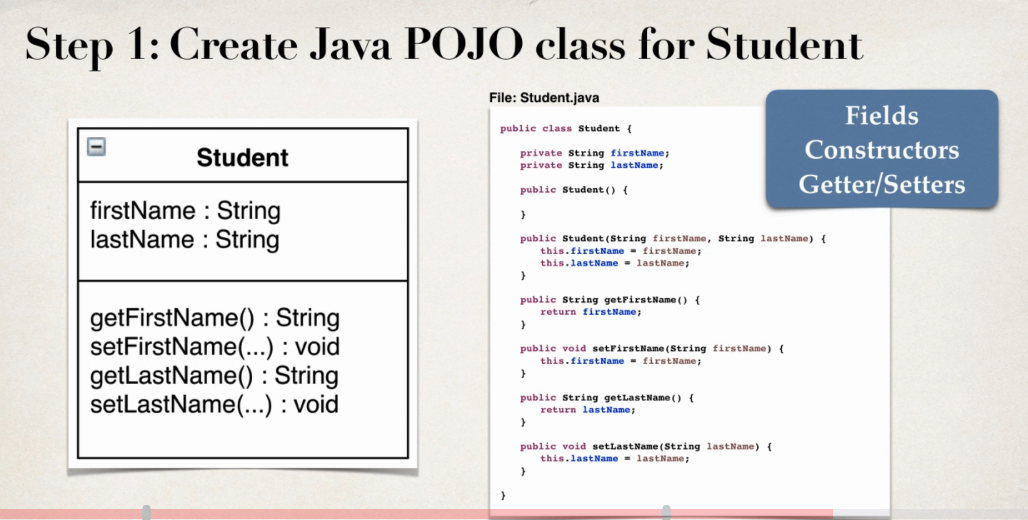 Step 1: Create Java POJO class for Student
Student
firstName : String
lastName : String
getFirstName() : String
setFirstName(...) : void
getLastName() : String
setLastName(...) : void
File: Student.java
public class Student {
private String firstName;
private String lastName;
public Student() {
}
public Student(String firstName, String lastName) {
this.firstName = firstName;
this.lastName = lastName;
}
public String getFirstName() {
return firstName;
}
public void setFirstName(String firstName) {
this.firstName = firstName;
}
public String getLastName() {
return lastName;
}
public void setLastName(String lastName) {
this.lastName = lastName;
}
}
Fields
Constructors
Getter/Setters